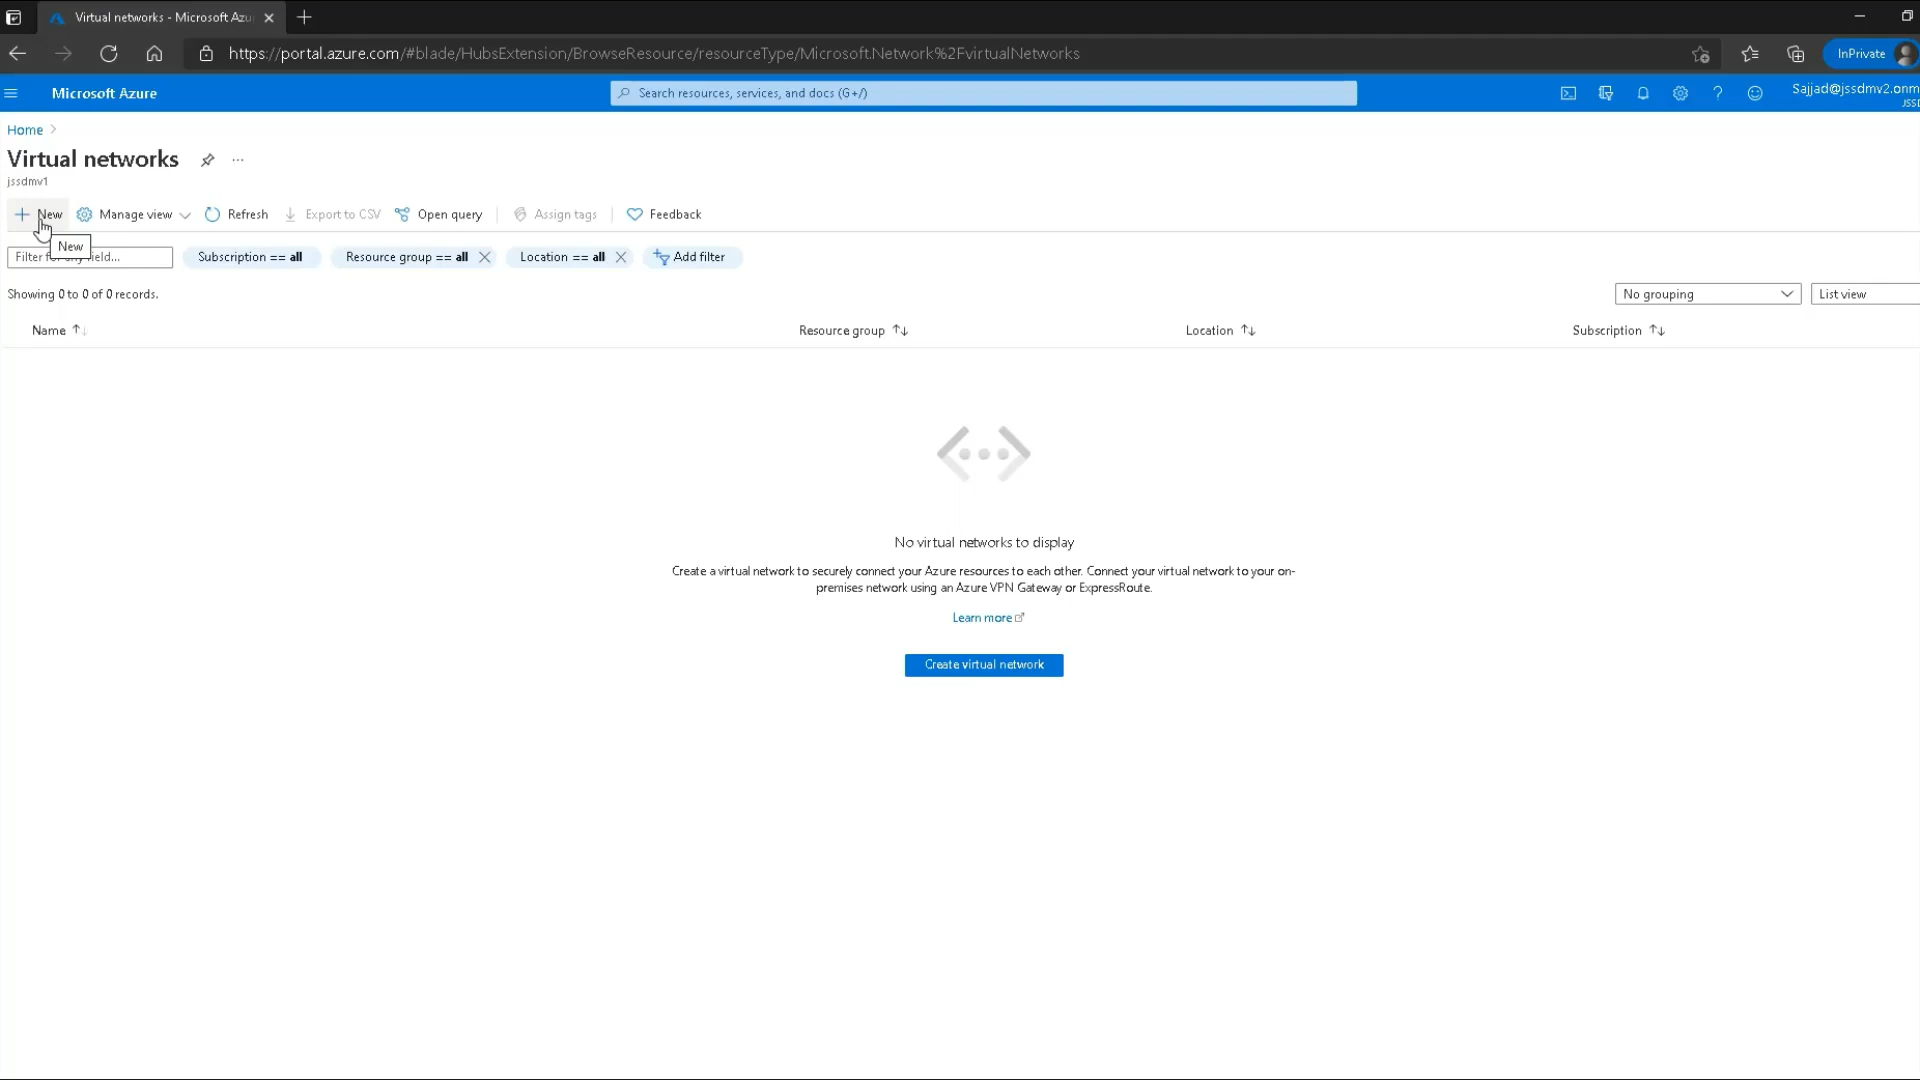 Virtual networks - Microsoft Azu
https://portal.azure.com/#blade/HubsExtension/BrowseResource/resourceType/Microsoft.Network%2FvirtualNetworks
InPrivate
Microsoft Azure
Search resources, services, and docs (G+/)
Sajjad@jssdmv2.onm
JSSD
Home
Virtual networks
jssdmv1
New Manage view Refresh Export to CSV Open query Assign tags Feedback
New
Filter for any field... Subscription == all Resource group == all Location == all Add filter
Showing 0 to 0 of 0 records. No grouping List view
Name Resource group Location Subscription
No virtual networks to display
Create a virtual network to securely connect your Azure resources to each other. Connect your virtual network to your on-
premises network using an Azure VPN Gateway or ExpressRoute.
Learn more
Create virtual network